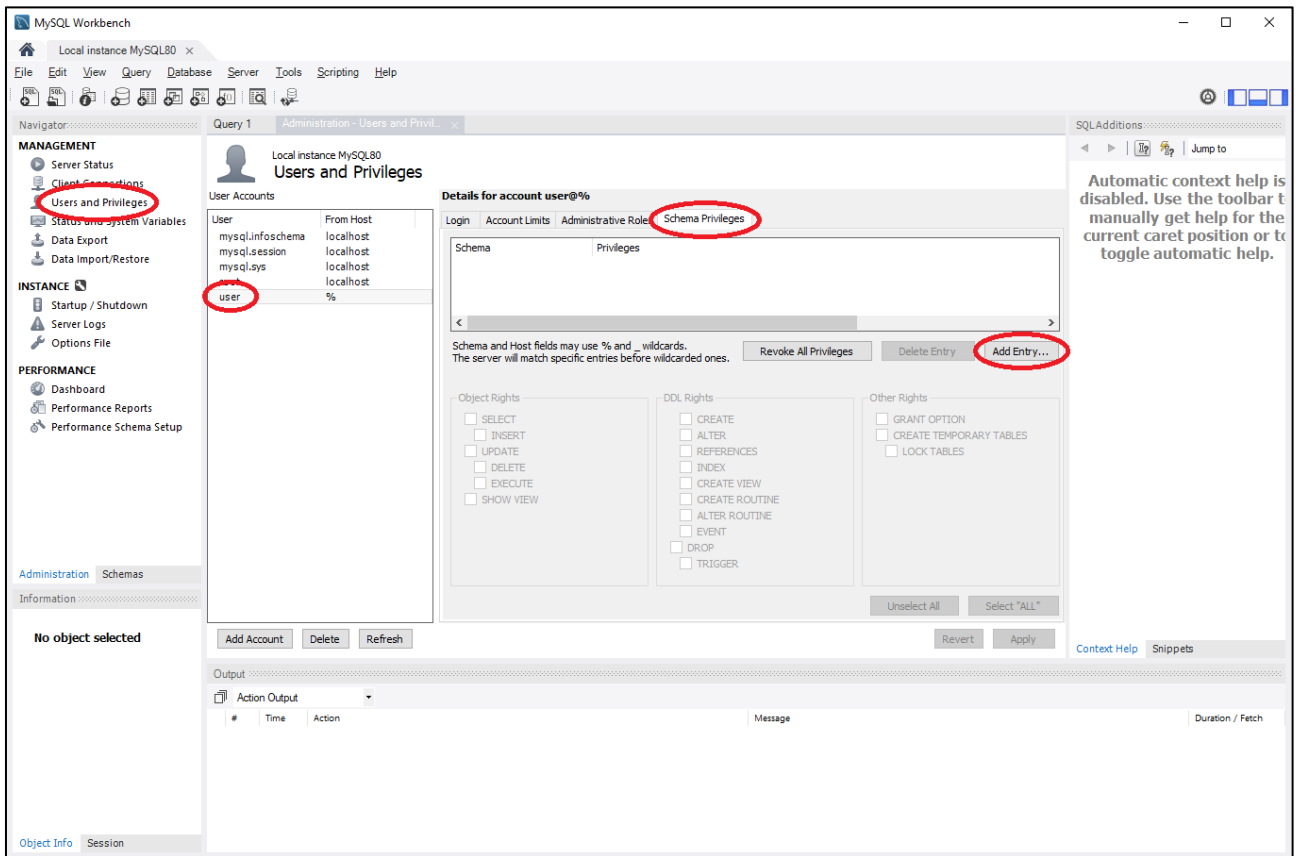 MySQL Workbench
Local instance MySQL80
File Edit View Query Database Server Tools Scripting Help
Navigator
MANAGEMENT
Server Status
Client Connections
Users and Privileges
Status and System Variables
Data Export
Data Import/Restore
INSTANCE
Startup / Shutdown
Server Logs
Options File
PERFORMANCE
Dashboard
Performance Reports
Performance Schema Setup
Administration Schemas
Information
No object selected
Object Info Session
Query 1 Administration - Users and Privil...
Local instance MySQL80
Users and Privileges
User Accounts
User From Host
mysql.infoschema localhost
mysql.session localhost
mysql.sys localhost
localhost
user %
Add Account Delete Refresh
Details for account user@%
Login Account Limits Administrative Role Schema Privileges
Schema Privileges
Schema and Host fields may use % and _ wildcards.
The server will match specific entries before wildcarded ones.
Revoke All Privileges Delete Entry Add Entry...
Object Rights
SELECT
INSERT
UPDATE
DELETE
EXECUTE
SHOW VIEW
DDL Rights
CREATE
ALTER
REFERENCES
INDEX
CREATE VIEW
CREATE ROUTINE
ALTER ROUTINE
EVENT
DROP
TRIGGER
Other Rights
GRANT OPTION
CREATE TEMPORARY TABLES
LOCK TABLES
Unselect All Select "ALL"
Revert Apply
SQLAdditions
Jump to
Automatic context help is
disabled. Use the toolbar t
manually get help for the
current caret position or to
toggle automatic help.
Context Help Snippets
Output
Action Output
# Time Action Message Duration / Fetch